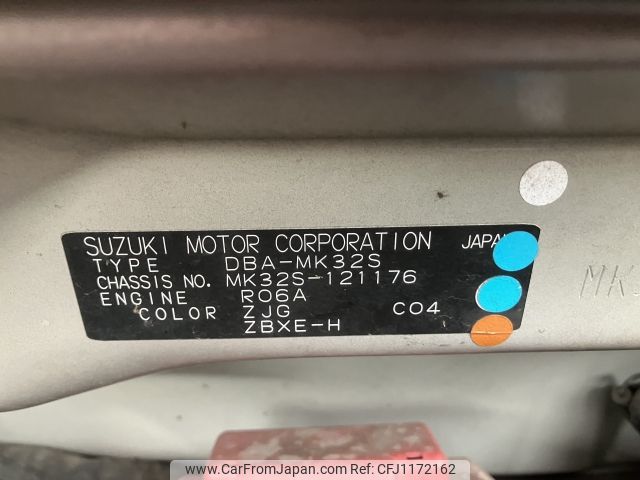 SUZUKI MOTOR CORPORATION JAPAN
TYPE DBA-MK32S
CHASSIS NO. MK32S-121176
ENGINE R06A
COLOR ZJG C04
ZBXE-H
www.CarFromJapan.com | CFJ1172162